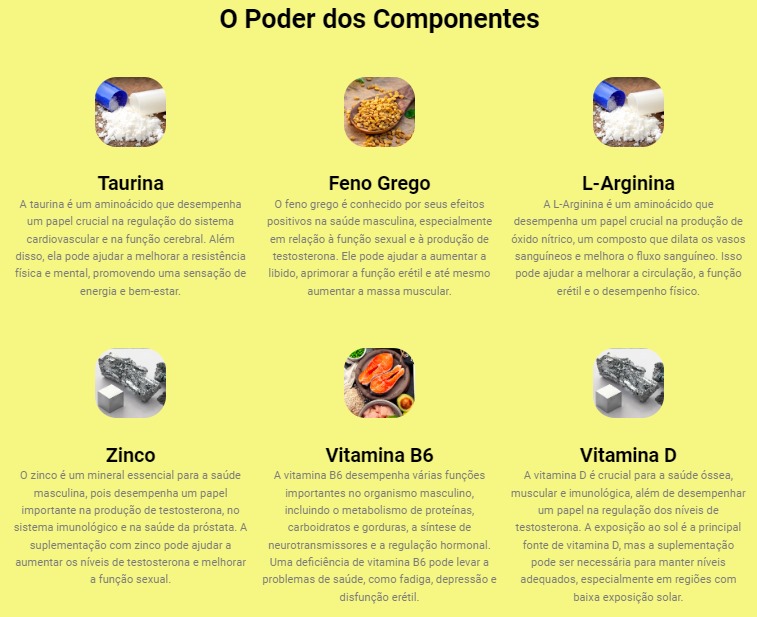 O Poder dos Componentes
Taurina
A taurina é um aminoácido que desempenha
um papel crucial na regulação do sistema
cardiovascular e na função cerebral. Além
disso, ela pode ajudar a melhorar a resistência
física e mental, promovendo uma sensação de
energia e bem-estar.
Feno Grego
O feno grego é conhecido por seus efeitos
positivos na saúde masculina, especialmente
em relação à função sexual e à produção de
testosterona. Ele pode ajudar a aumentar a
libido, aprimorar a função erétil e até mesmo
aumentar a massa muscular.
L-Arginina
A L-Arginina é um aminoácido que
desempenha um papel crucial na produção de
óxido nítrico, um composto que dilata os vasos
sanguíneos e melhora o fluxo sanguíneo. Isso
pode ajudar a melhorar a circulação, a função
erétil e o desempenho físico.
Zinco
O zinco é um mineral essencial para a saúde
masculina, pois desempenha um papel
importante na produção de testosterona, no
sistema imunológico e na saúde da próstata. A
suplementação com zinco pode ajudar a
aumentar os níveis de testosterona e melhorar
a função sexual.
Vitamina B6
A vitamina B6 desempenha várias funções
importantes no organismo masculino,
incluindo o metabolismo de proteínas,
carboidratos e gorduras, a síntese de
neurotransmissores e a regulação hormonal.
Uma deficiência de vitamina B6 pode levar a
problemas de saúde, como fadiga, depressão e
disfunção erétil.
Vitamina D
A vitamina D é crucial para a saúde óssea,
muscular e imunológica, além de desempenhar
um papel na regulação dos níveis de
testosterona. A exposição ao sol é a principal
fonte de vitamina D, mas a suplementação
pode ser necessária para manter níveis
adequados, especialmente em regiões com
baixa exposição solar.